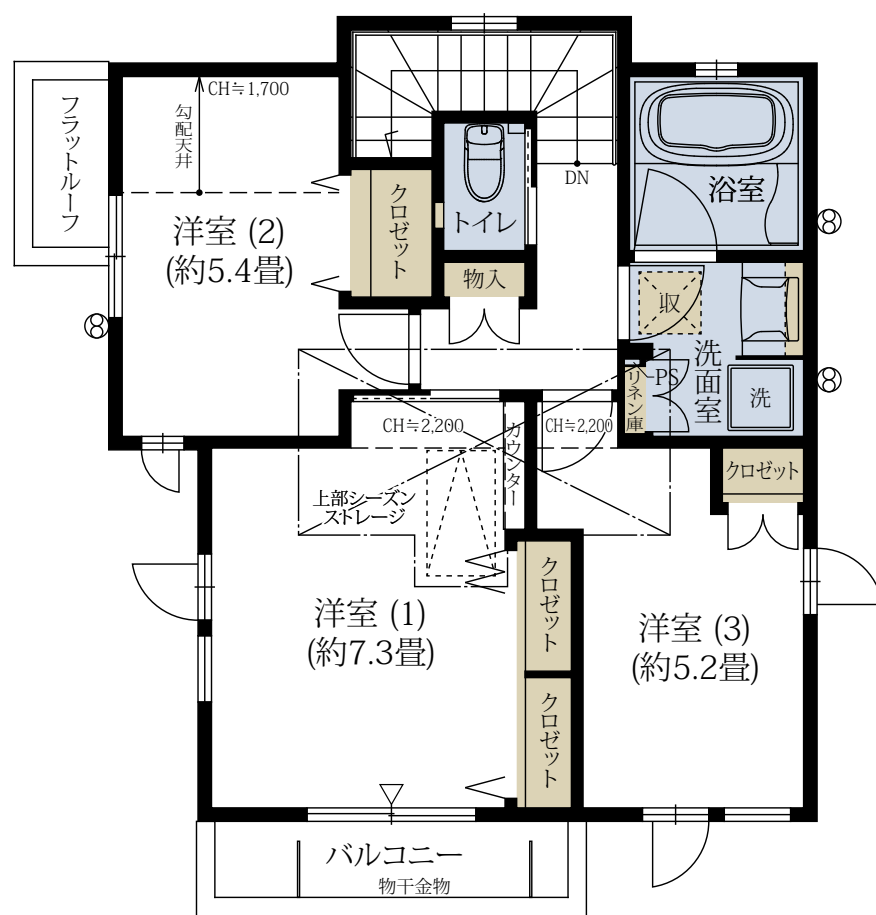 CH≒1,700
勾配天井
フラットルーフ
洋室 (2)
(約5.4畳)
クロゼット
トイレ
DN
浴室
物入
収
洗面室
PS
リネン庫
洗
CH≒2,200
カウンター
CH≒2,200
クロゼット
上部シーズン
ストレージ
洋室 (1)
(約7.3畳)
クロゼット
クロゼット
洋室 (3)
(約5.2畳)
バルコニー
物干金物